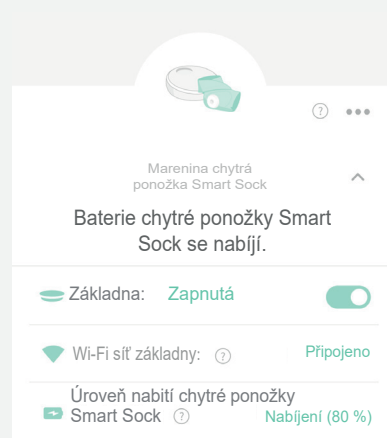 Marenina chytrá
ponožka Smart Sock
Baterie chytré ponožky Smart
Sock se nabíjí.
Základna: Zapnutá
Wi-Fi síť základny: ? Připojeno
Úroveň nabití chytré ponožky
Smart Sock ? Nabíjení (80 %)